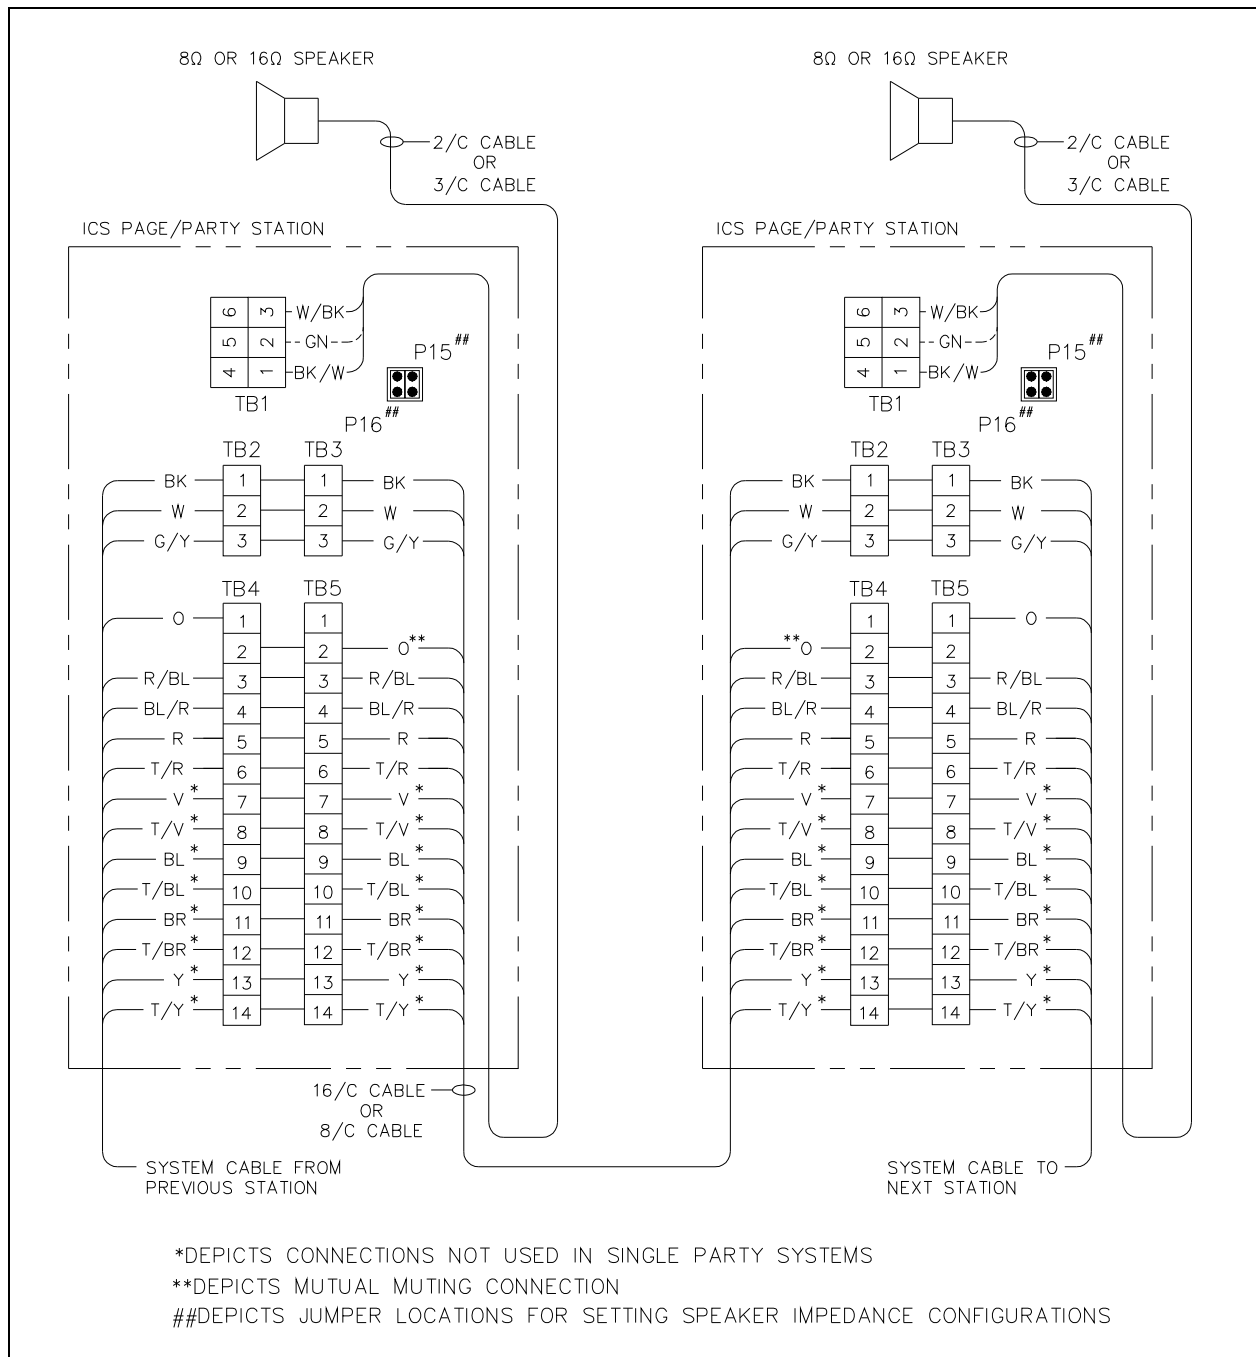 8Ω OR 16Ω SPEAKER 8Ω OR 16Ω SPEAKER
2/C CABLE 2/C CABLE
OR OR
3/C CABLE 3/C CABLE
ICS PAGE/PARTY STATION ICS PAGE/PARTY STATION
6 3 W/BK 6 3 W/BK
5 2 GN 5 2 GN
P15## P15##
4 1 BK/W 4 1 BK/W
TB1 TB1
P16## P16##
TB2 TB3 TB2 TB3
BK 1 1 BK BK 1 1 BK
W 2 2 W W 2 2 W
G/Y 3 3 G/Y G/Y 3 3 G/Y
TB4 TB5 TB4 TB5
O 1 1 1 1 O
2 2 O** **O 2 2
R/BL 3 3 R/BL R/BL 3 3 R/BL
BL/R 4 4 BL/R BL/R 4 4 BL/R
R 5 5 R R 5 5 R
T/R 6 6 T/R T/R 6 6 T/R
V* 7 7 V* V* 7 7 V*
T/V* 8 8 T/V* T/V* 8 8 T/V*
BL* 9 9 BL* BL* 9 9 BL*
T/BL* 10 10 T/BL* T/BL* 10 10 T/BL*
BR* 11 11 BR* BR* 11 11 BR*
T/BR* 12 12 T/BR* T/BR* 12 12 T/BR*
Y* 13 13 Y* Y* 13 13 Y*
T/Y* 14 14 T/Y* T/Y* 14 14 T/Y*
16/C CABLE
OR
8/C CABLE
SYSTEM CABLE FROM SYSTEM CABLE TO
PREVIOUS STATION NEXT STATION
*DEPICTS CONNECTIONS NOT USED IN SINGLE PARTY SYSTEMS
**DEPICTS MUTUAL MUTING CONNECTION
##DEPICTS JUMPER LOCATIONS FOR SETTING SPEAKER IMPEDANCE CONFIGURATIONS